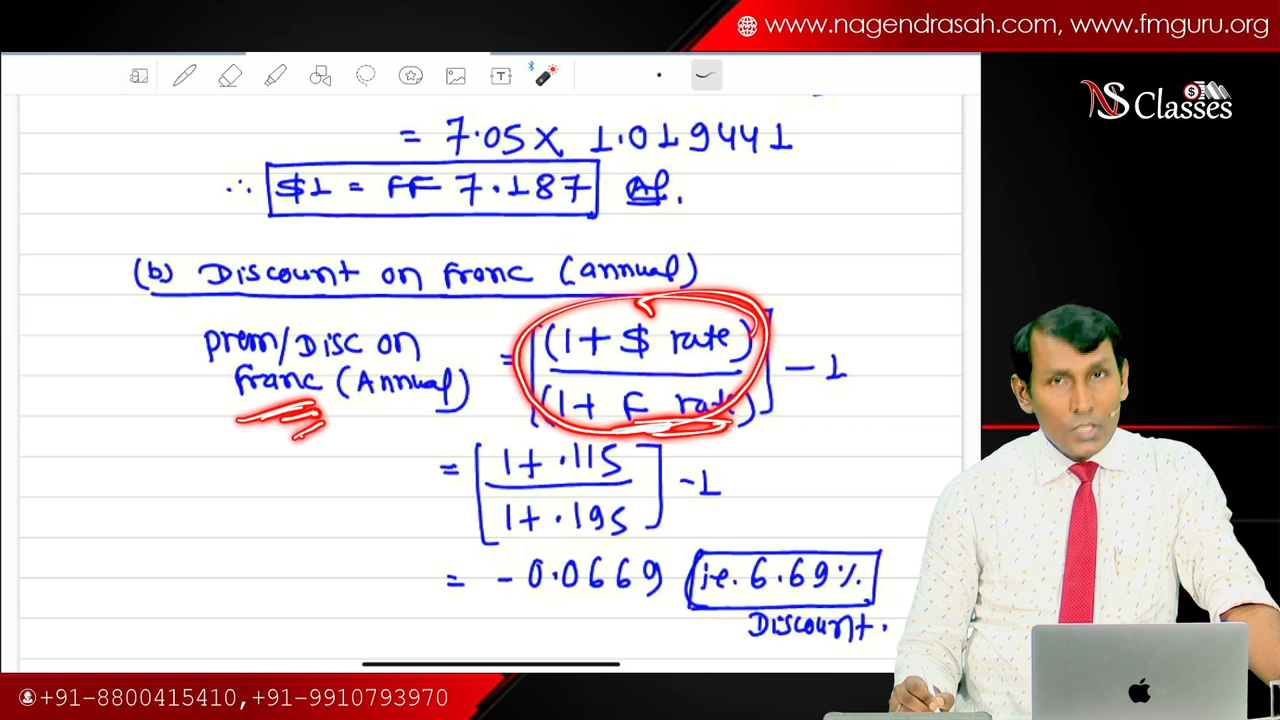 www.nagendrasah.com, www.fmguru.org
NS Classes
= 7.05 X 1.019441
∴ $1 = FF 7.187
(b) Discount on Franc (annual)
Prem/Disc on Franc (Annual) = [(1+ $ rate) / (1+ F rate)] - 1
= [1+.115 / 1+.195] -1
= -0.0669 i.e. 6.69%
Discount.
+91-8800415410,+91-9910793970